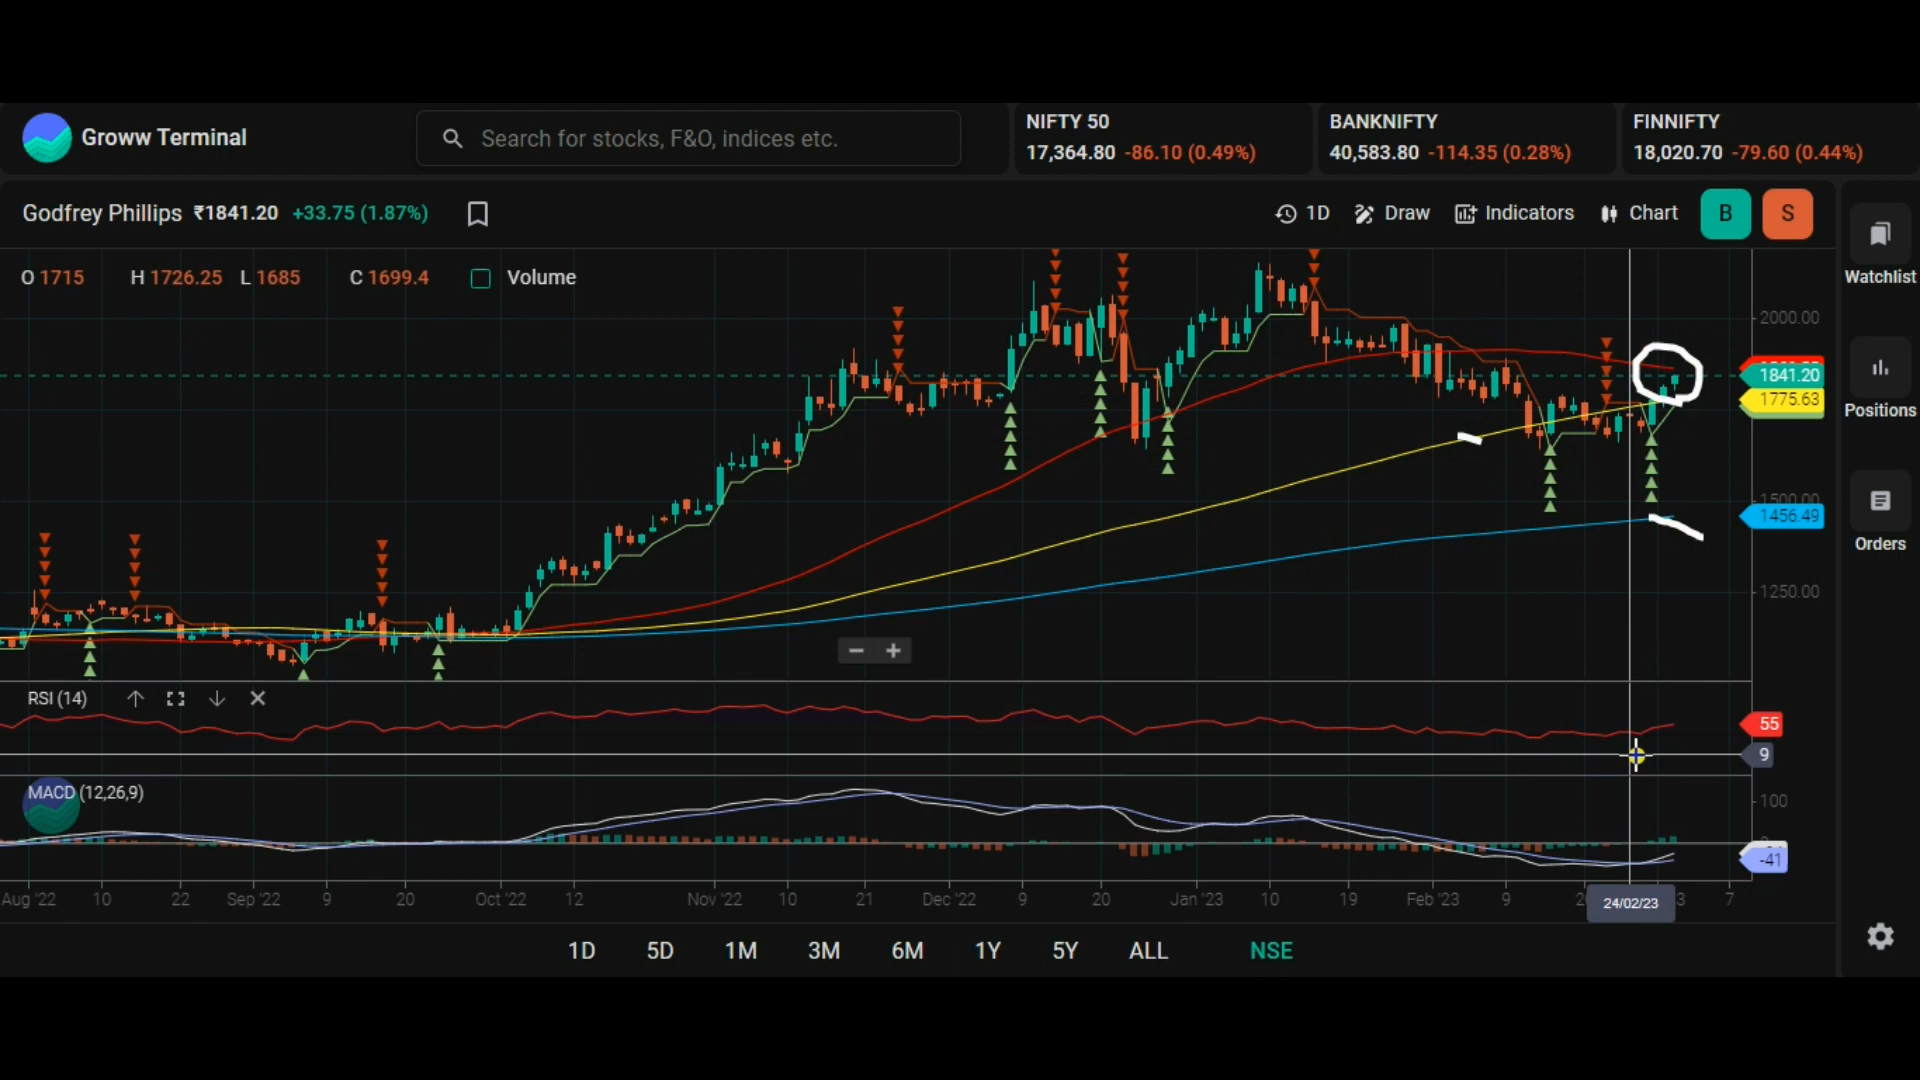 Groww Terminal
Search for stocks, F&O, indices etc.
NIFTY 50
17,364.80 -86.10 (0.49%)
BANKNIFTY
40,583.80 -114.35 (0.28%)
FINNIFTY
18,020.70 -79.60 (0.44%)
Godfrey Phillips ₹1841.20 +33.75 (1.87%)
1D Draw Indicators Chart B S
Watchlist
Positions
Orders
O 1715 H 1726.25 L 1685 C 1699.4 Volume
2000.00
1841.20
1775.63
1500.00
1456.49
1250.00
RSI (14)
55
9
MACD (12,26,9)
100
-41
Aug '22 10 22 Sep '22 9 20 Oct '22 12 Nov '22 10 21 Dec '22 9 20 Jan '23 10 19 Feb '23 9 24/02/23 3 7
1D 5D 1M 3M 6M 1Y 5Y ALL NSE